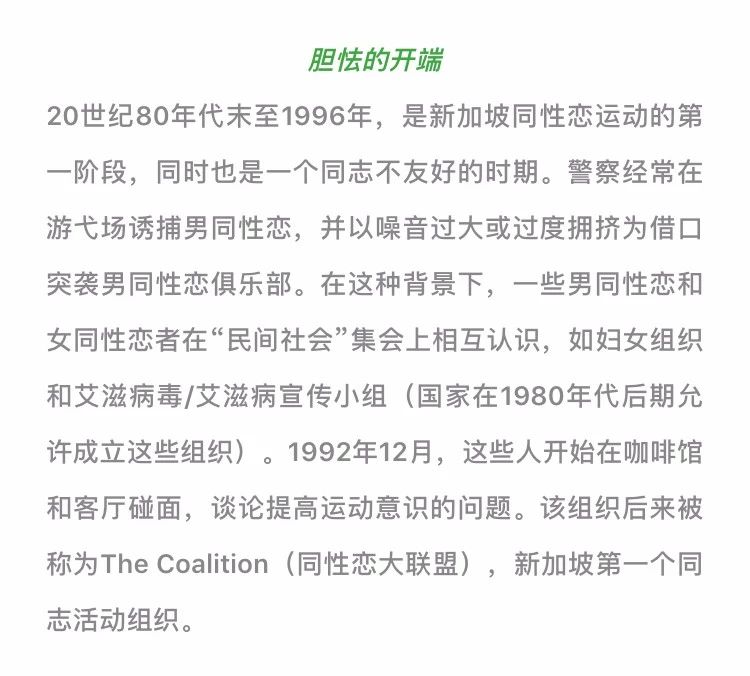 胆怯的开端
20世纪80年代末至1996年，是新加坡同性恋运动的第
一阶段，同时也是一个同志不友好的时期。警察经常在
游弋场诱捕男同性恋，并以噪音过大或过度拥挤为借口
突袭男同性恋俱乐部。在这种背景下，一些男同性恋和
女同性恋者在“民间社会”集会上相互认识，如妇女组织
和艾滋病毒/艾滋病宣传小组（国家在1980年代后期允
许成立这些组织）。1992年12月，这些人开始在咖啡馆
和客厅碰面，谈论提高运动意识的问题。该组织后来被
称为The Coalition（同性恋大联盟），新加坡第一个同
志活动组织。